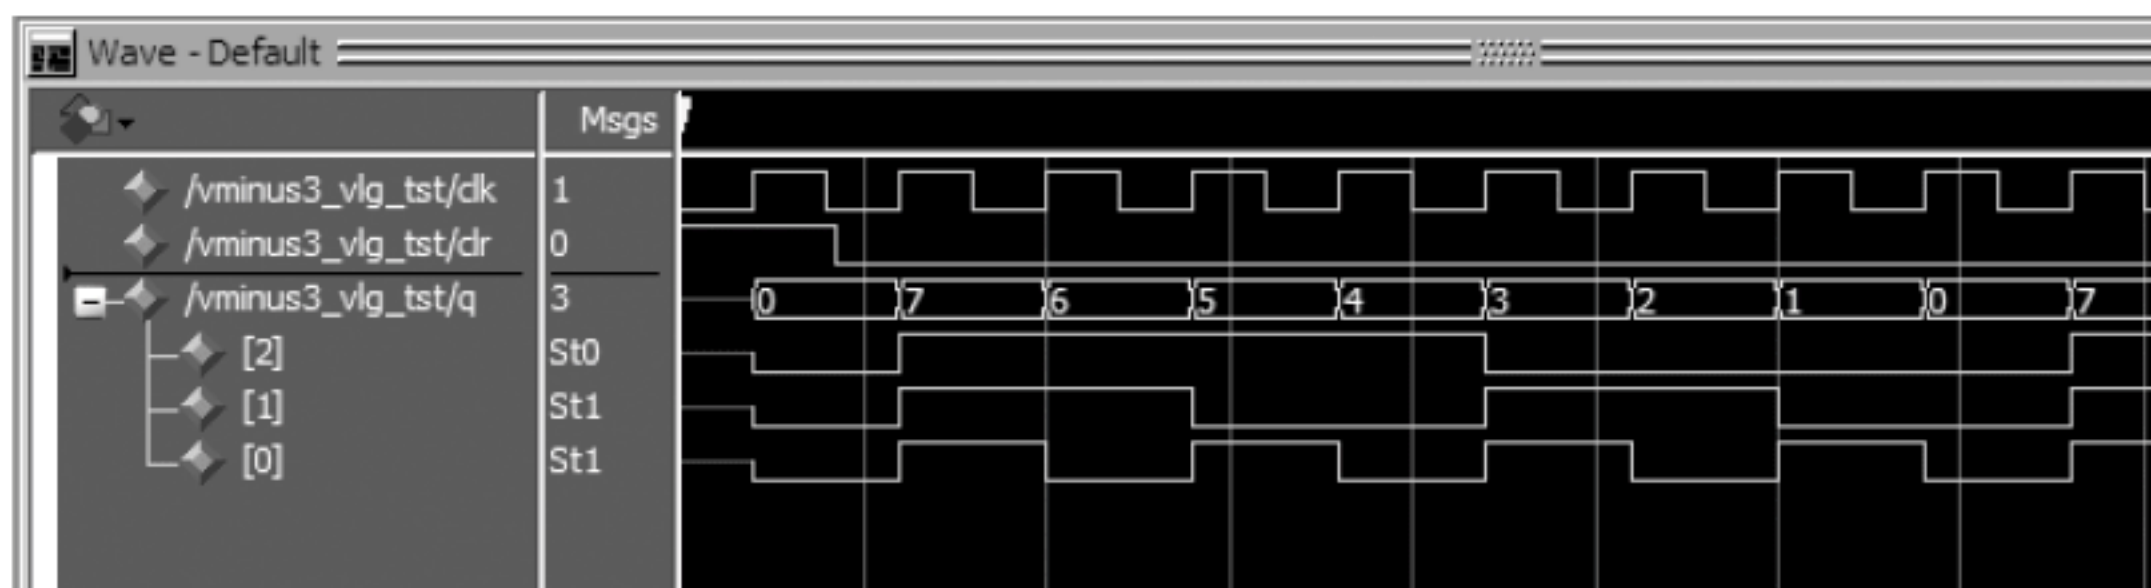 Wave - Default
Msgs
/vminus3_vlg_tst/clk 1
/vminus3_vlg_tst/clr 0
/vminus3_vlg_tst/q 3 0 7 6 5 4 3 2 1 0 7
[2] St0
[1] St1
[0] St1